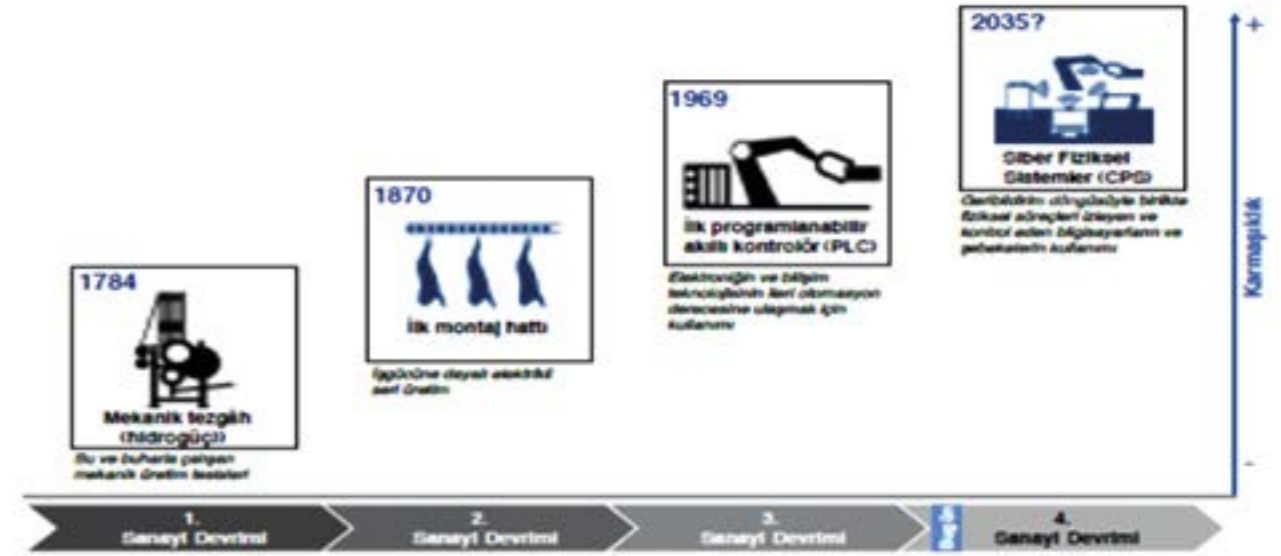 1784
Mekanik tezgâh
(hidrogüç))
Su ve buharla çalışan
mekanik üretim tesisleri
1870
İlk montaj hattı
İşgücüne dayalı elektrikli
seri üretim
1969
İlk programlanabilir
akıllı kontrolör (PLC)
Elektroniğin ve bilişim
teknolojisinin ileri otomasyon
derecesine ulaşmak için
kullanımı
2035?
Siber Fiziksel
Sistemler (CPS)
Geribildirim döngüsüyle birlikte
fiziksel süreçleri izleyen ve
kontrol eden bilgisayarların ve
şebekelerin kullanımı
+
Karmaşıklık
-
1.
Sanayi Devrimi
2.
Sanayi Devrimi
3.
Sanayi Devrimi
4.
Sanayi Devrimi